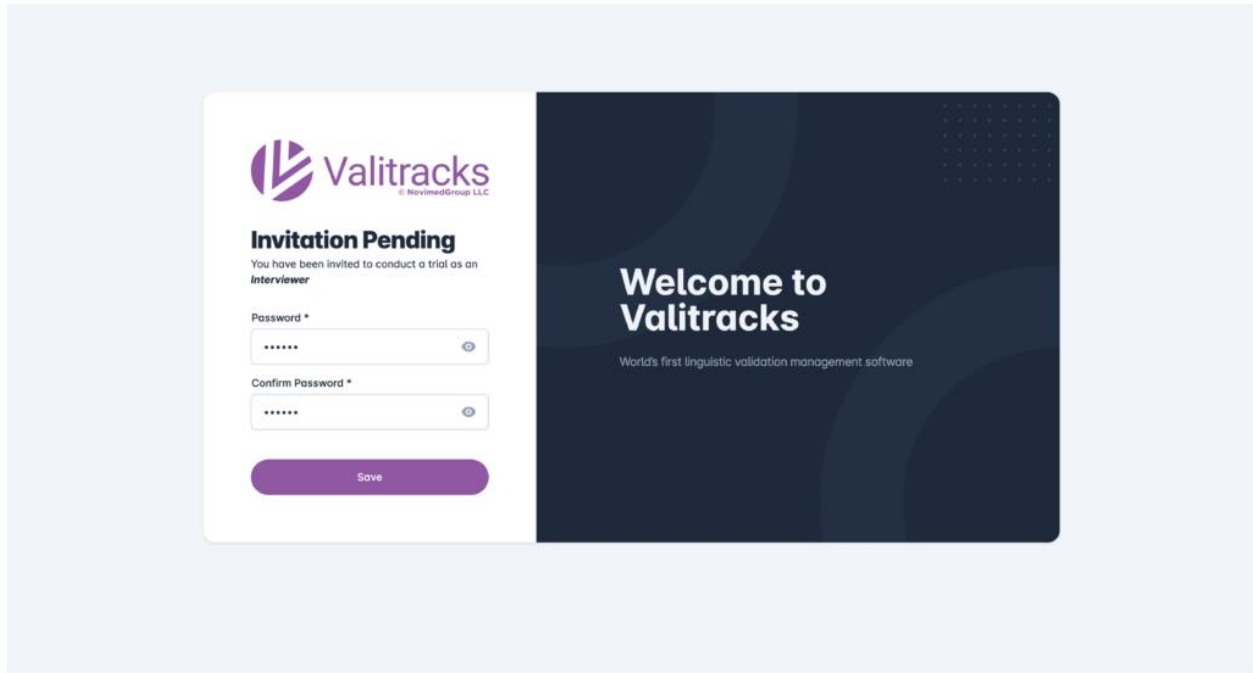 Valitracks
© NovimedGroup LLC
Invitation Pending
You have been invited to conduct a trial as an
Interviewer
Password *
••••••
Confirm Password *
••••••
Save
Welcome to
Valitracks
World's first linguistic validation management software